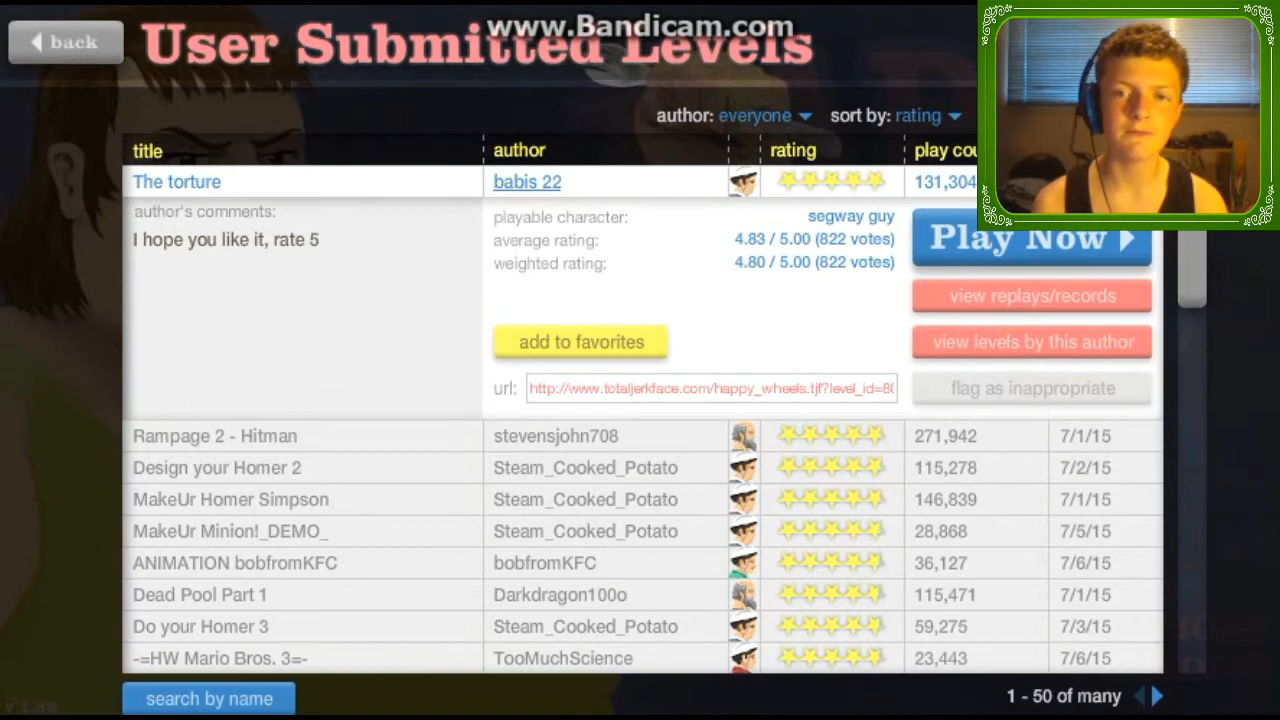 www.Bandicam.com
back
User Submitted Levels
author: everyone sort by: rating
title author rating play cou
The torture babis 22 131,304
author's comments:
I hope you like it, rate 5
playable character: segway guy
average rating: 4.83 / 5.00 (822 votes)
weighted rating: 4.80 / 5.00 (822 votes)
Play Now
view replays/records
add to favorites
view levels by this author
url: http://www.totaljerkface.com/happy_wheels.tjf?level_id=8
flag as inappropriate
Rampage 2 - Hitman stevensjohn708 271,942 7/1/15
Design your Homer 2 Steam_Cooked_Potato 115,278 7/2/15
MakeUr Homer Simpson Steam_Cooked_Potato 146,839 7/1/15
MakeUr Minion!_DEMO_ Steam_Cooked_Potato 28,868 7/5/15
ANIMATION bobfromKFC bobfromKFC 36,127 7/6/15
Dead Pool Part 1 Darkdragon100o 115,471 7/1/15
Do your Homer 3 Steam_Cooked_Potato 59,275 7/3/15
-=HW Mario Bros. 3=- TooMuchScience 23,443 7/6/15
search by name
1 - 50 of many